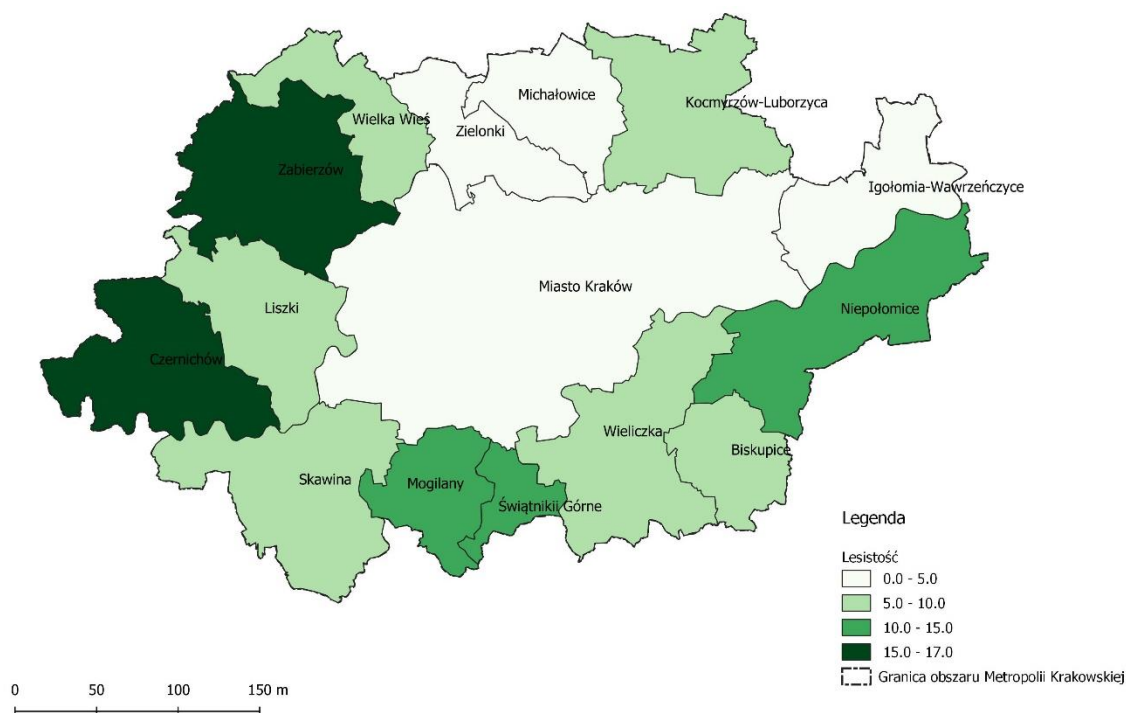 Michałowice
Kocmyrzów-Luborzyca
Wielka Wieś
Zielonki
Zabierzów
Igołomia-Wawrzeńczyce
Miasto Kraków
Liszki
Niepołomice
Czernichów
Wieliczka
Biskupice
Skawina
Mogilany
Świątnikii Górne
Legenda
Lesistość
0.0 - 5.0
5.0 - 10.0
10.0 - 15.0
15.0 - 17.0
Granica obszaru Metropolii Krakowskiej
0 50 100 150 m